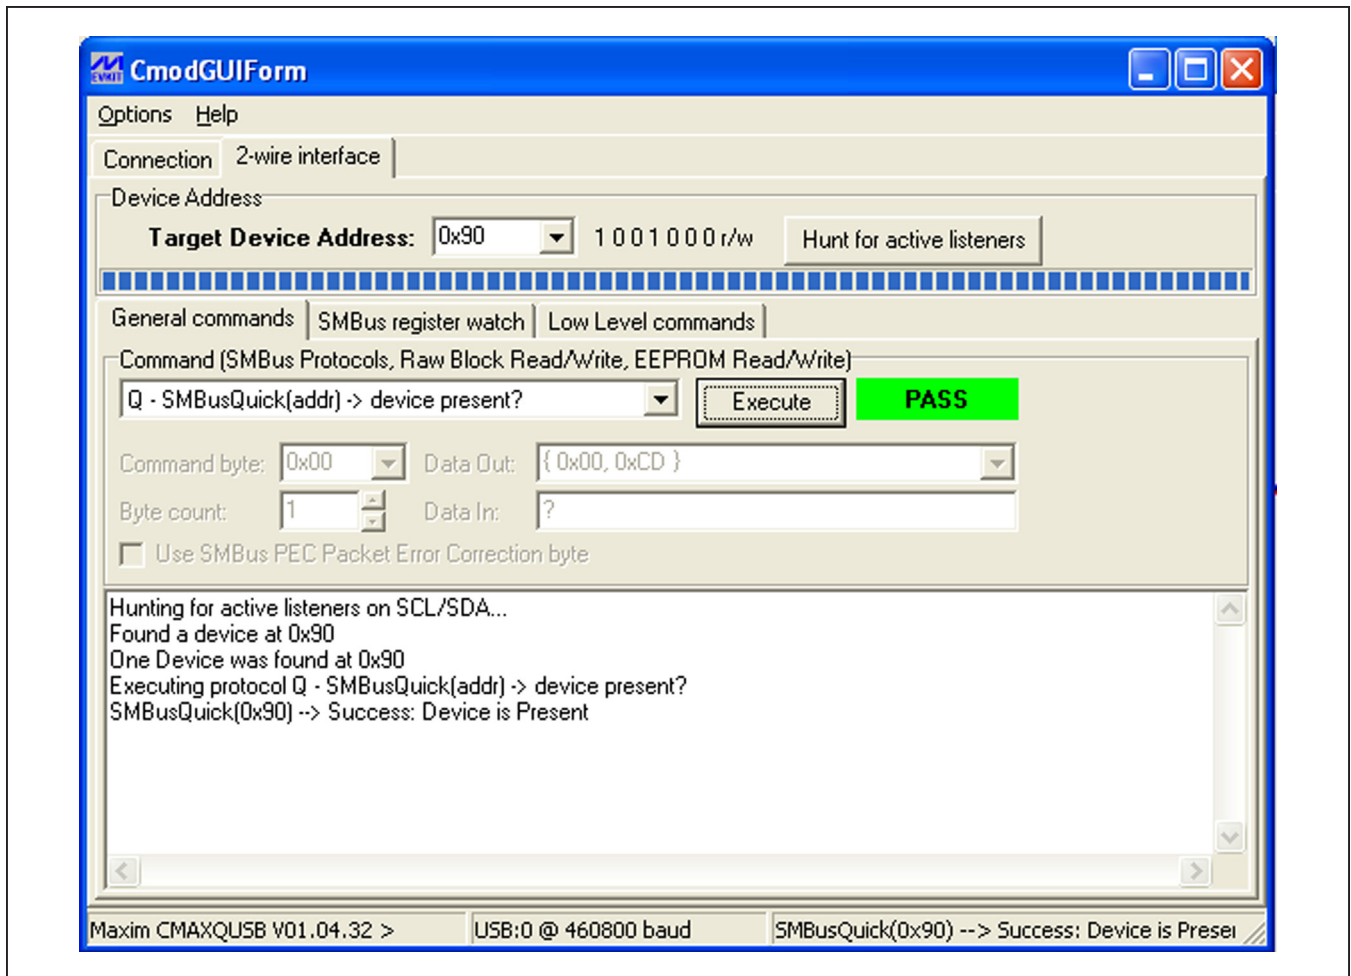 EVKIT CmodGUIForm
Options Help
Connection 2-wire interface
Device Address
Target Device Address: 0x90 1 0 0 1 0 0 0 r/w Hunt for active listeners
General commands SMBus register watch Low Level commands
Command (SMBus Protocols, Raw Block Read/Write, EEPROM Read/Write)
Q - SMBusQuick(addr) -> device present? Execute PASS
Command byte: 0x00 Data Out: { 0x00, 0xCD }
Byte count: 1 Data In: ?
Use SMBus PEC Packet Error Correction byte
Hunting for active listeners on SCL/SDA...
Found a device at 0x90
One Device was found at 0x90
Executing protocol Q - SMBusQuick(addr) -> device present?
SMBusQuick(0x90) --> Success: Device is Present
Maxim CMAXQUSB V01.04.32 > USB:0 @ 460800 baud SMBusQuick(0x90) --> Success: Device is Preser